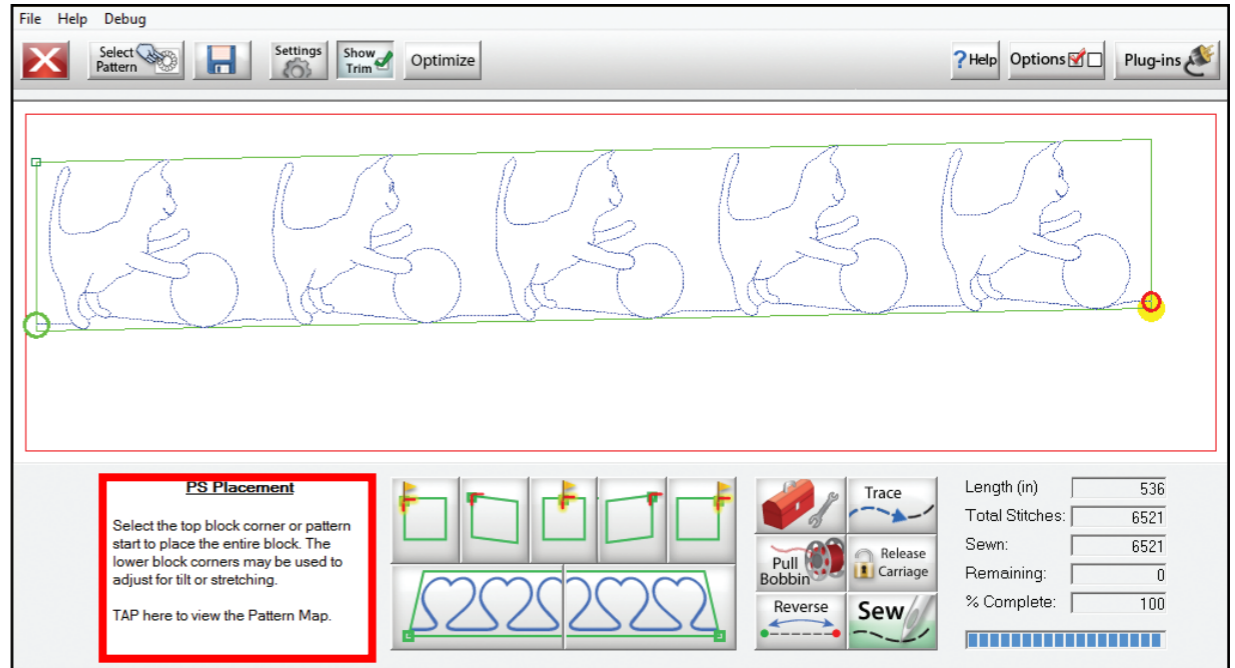 File Help Debug
Select Pattern
Settings
Show Trim
Optimize
? Help
Options
Plug-ins
PS Placement
Select the top block corner or pattern
start to place the entire block. The
lower block corners may be used to
adjust for tilt or stretching.
TAP here to view the Pattern Map.
Trace
Pull Bobbin
Release Carriage
Reverse
Sew
Length (in) 536
Total Stitches: 6521
Sewn: 6521
Remaining: 0
% Complete: 100